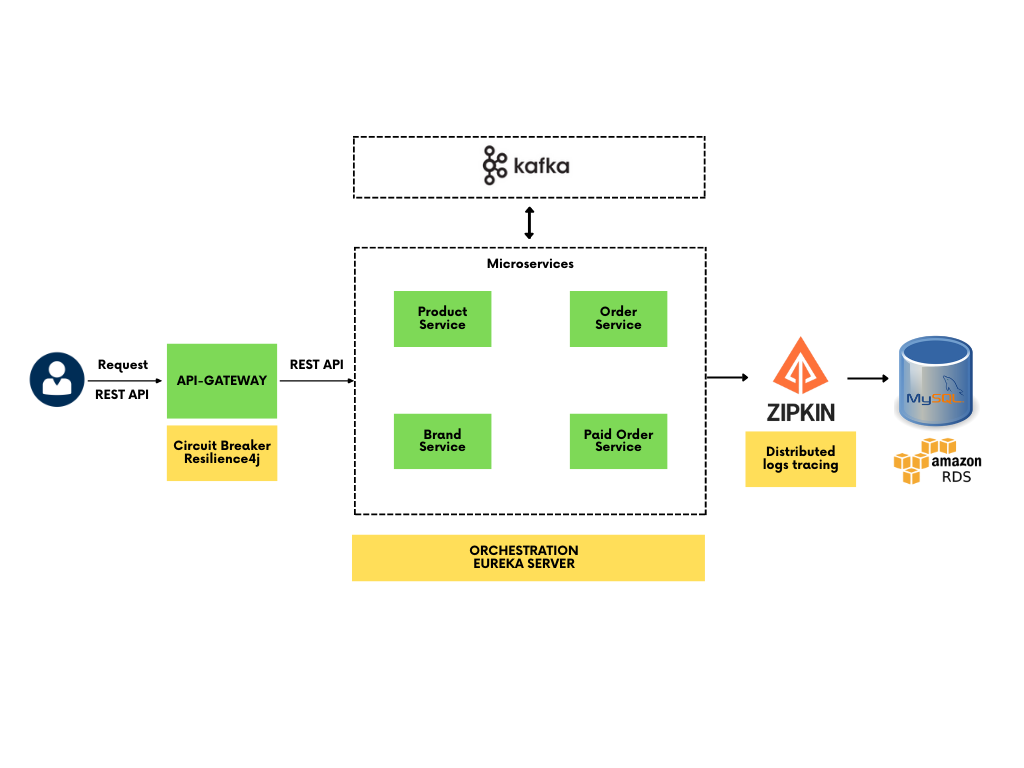 kafka
Microservices
Product
Service
Order
Service
Request
REST API
API-GATEWAY
REST API
Circuit Breaker
Resilience4j
Brand
Service
Paid Order
Service
ZIPKIN
Distributed
logs tracing
MySQL
amazon
RDS
ORCHESTRATION
EUREKA SERVER